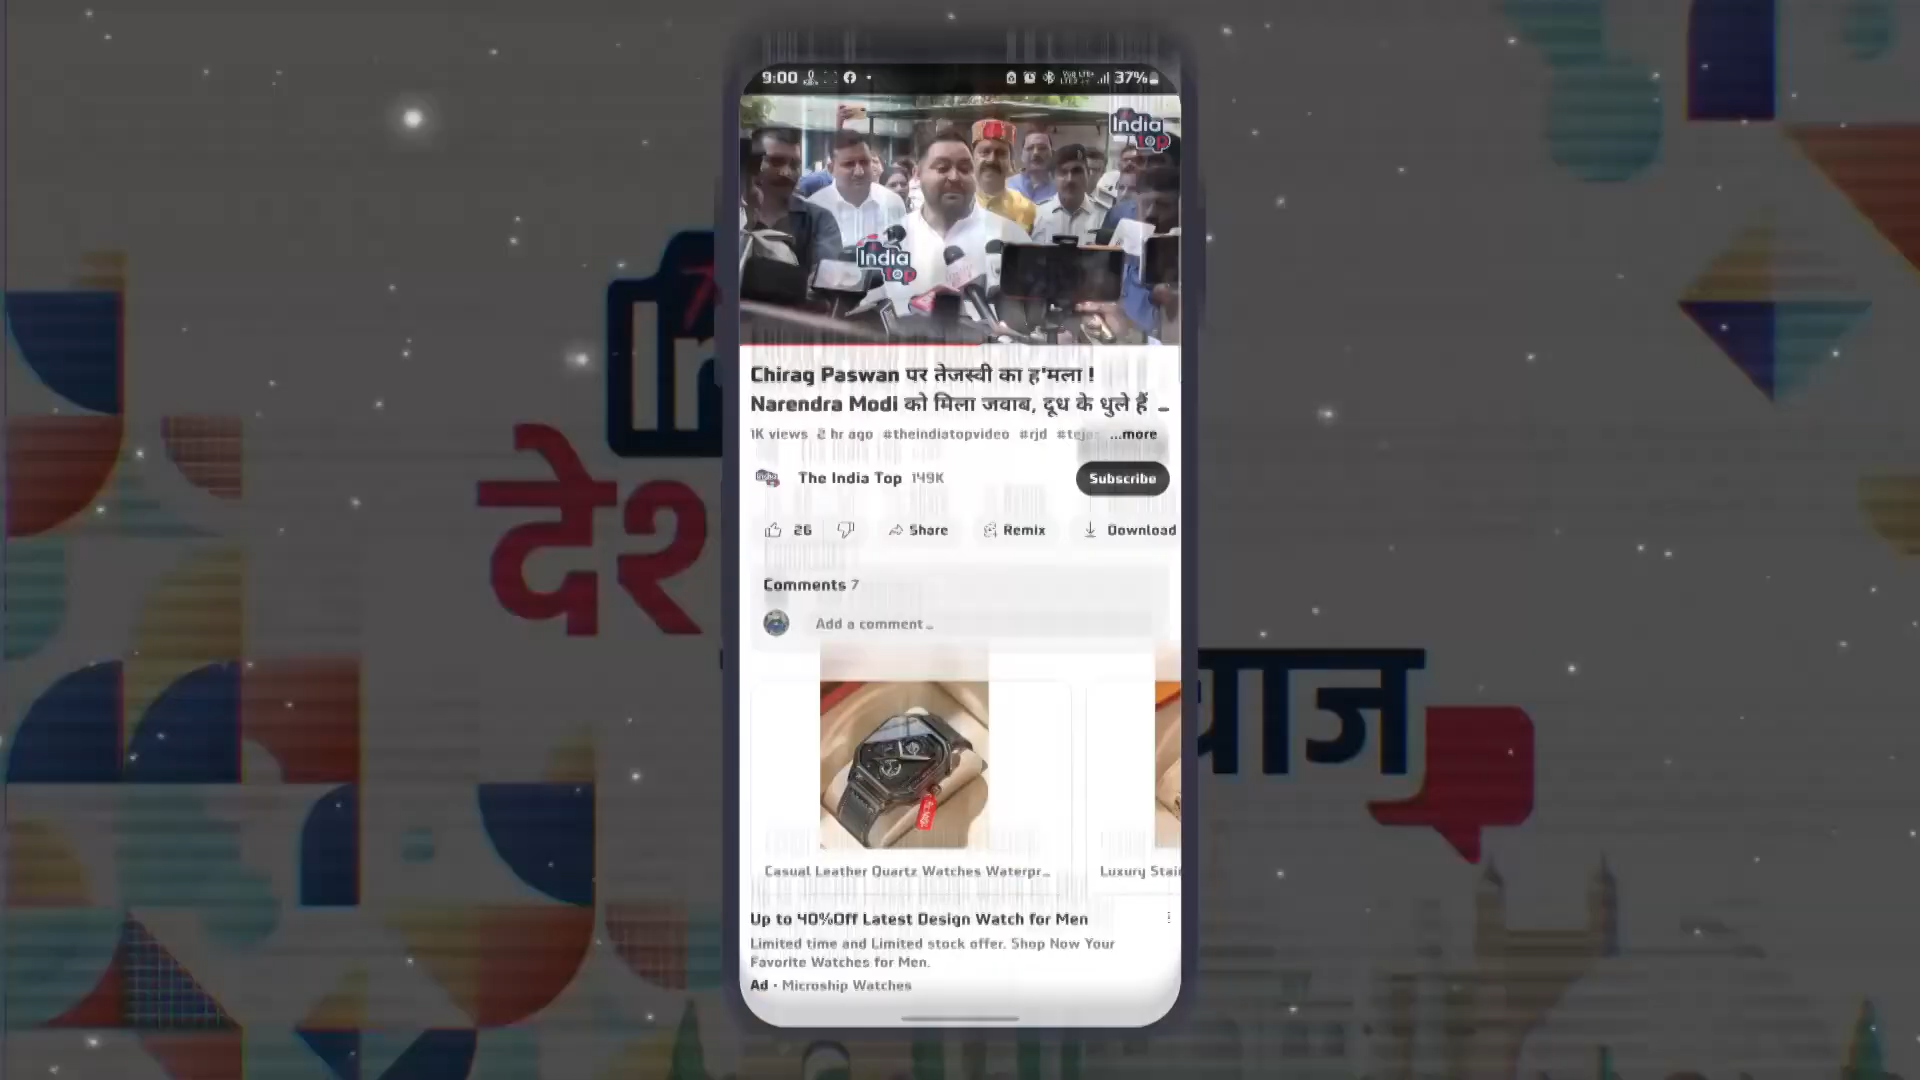 9:00
37%
India
top
India
top
Chirag Paswan पर तेजस्वी का ह'मला !
Narendra Modi को मिला जवाब, दूध के धुले हैं ...
1K views 2 hr ago #theindiatopvideo #rjd #tej ...more
The India Top 149K
Subscribe
26
Share
Remix
Download
Comments 7
Add a comment...
Casual Leather Quartz Watches Waterpr...
Luxury Stai
Up to 40%Off Latest Design Watch for Men
Limited time and Limited stock offer. Shop Now Your
Favorite Watches for Men.
Ad · Microship Watches
देश